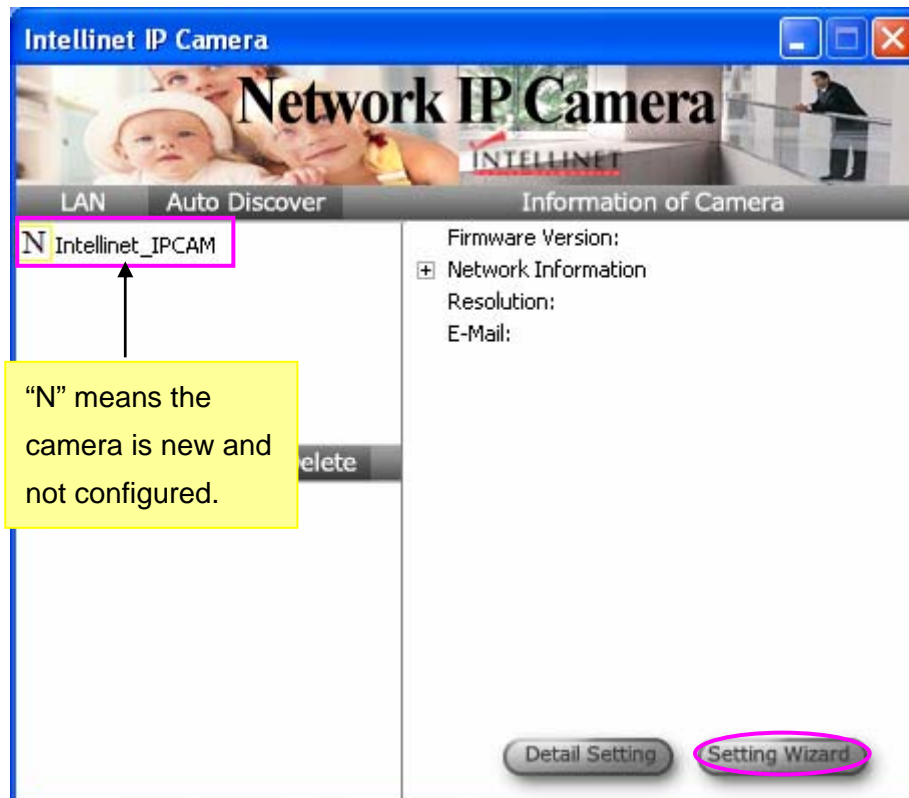 Intellinet IP Camera
Network IP Camera
INTELLINET
LAN Auto Discover Information of Camera
N Intellinet_IPCAM
Firmware Version:
Network Information
Resolution:
E-Mail:
“N” means the
camera is new and
not configured.
elete
Detail Setting Setting Wizard